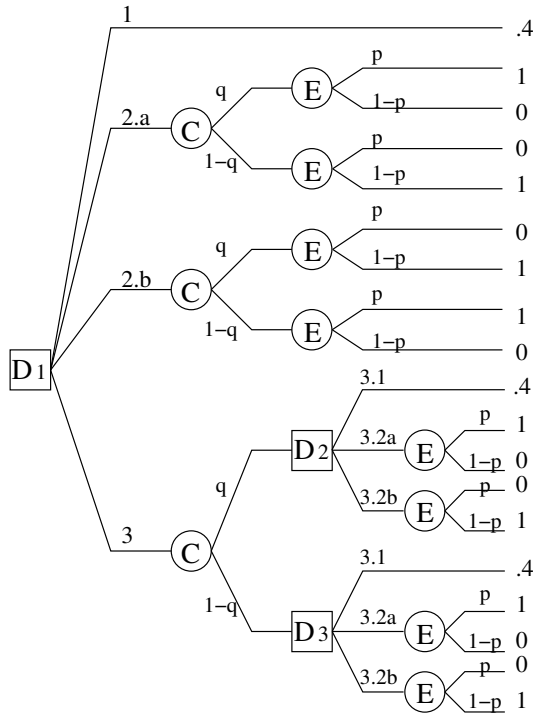 1 .4
p 1
q E
1–p 0
2.a C
p 0
1–q E
1–p 1
p 0
q E
1–p 1
2.b C
p 1
1–q E
1–p 0
D1
3.1 .4
p 1
D2 3.2a E
1–p 0
q p 0
3.2b E
1–p 1
3 C
3.1 .4
1–q p 1
D3 3.2a E
1–p 0
p 0
3.2b E
1–p 1